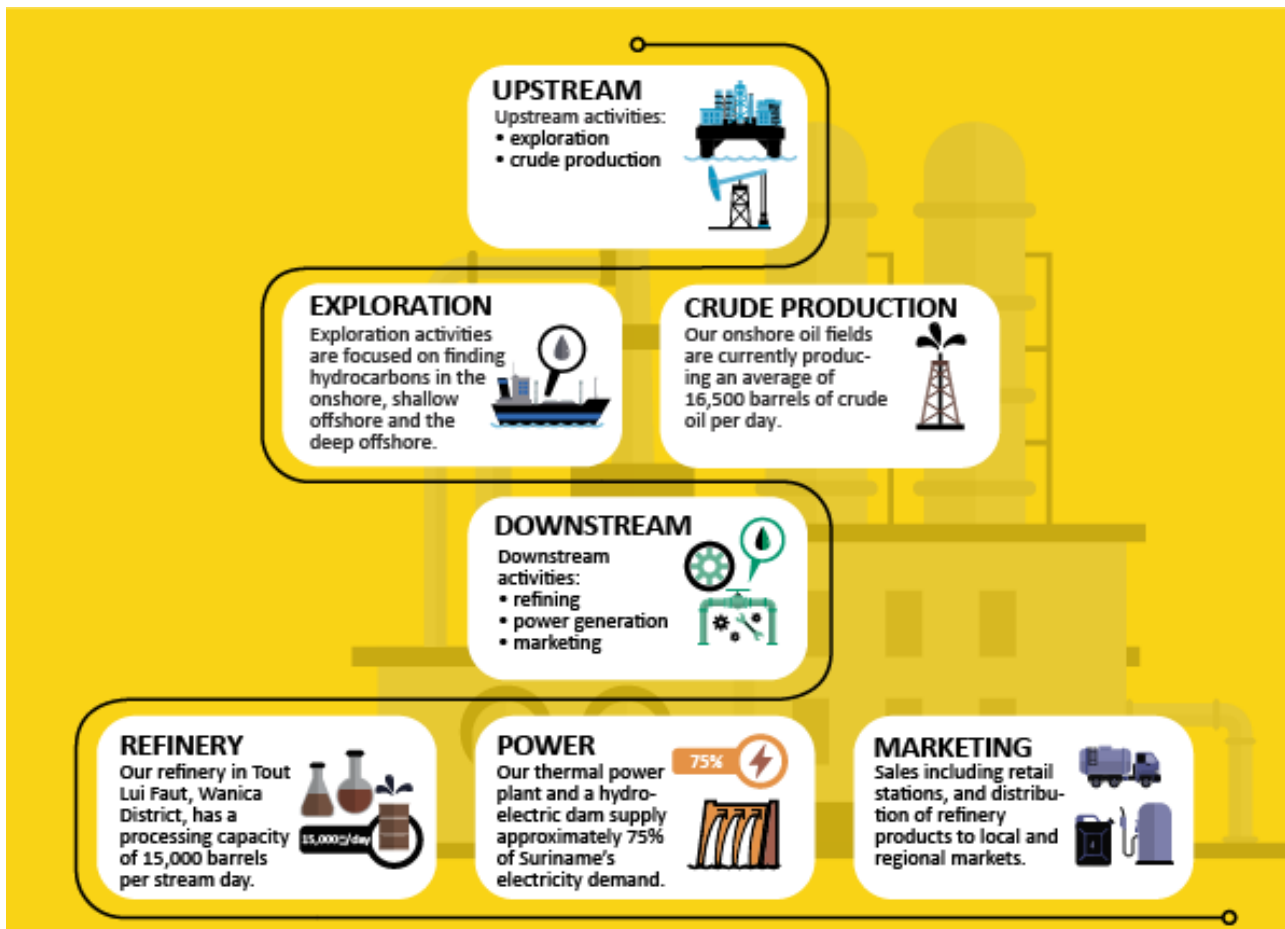 UPSTREAM
Upstream activities:
• exploration
• crude production
EXPLORATION
Exploration activities
are focused on finding
hydrocarbons in the
onshore, shallow
offshore and the
deep offshore.
CRUDE PRODUCTION
Our onshore oil fields
are currently produc-
ing an average of
16,500 barrels of crude
oil per day.
DOWNSTREAM
Downstream
activities:
• refining
• power generation
• marketing
REFINERY
Our refinery in Tout
Lui Faut, Wanica
District, has a
processing capacity
of 15,000 barrels
per stream day.
15,000 /day
POWER
Our thermal power
plant and a hydro-
electric dam supply
approximately 75%
of Suriname's
electricity demand.
75%
MARKETING
Sales including retail
stations, and distribu-
tion of refinery
products to local and
regional markets.